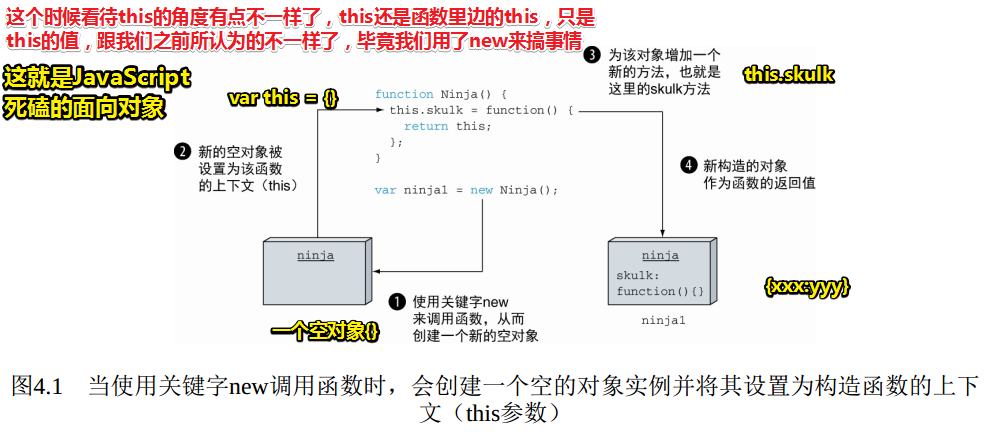 这个时候看待this的角度有点不一样了，this还是函数里边的this，只是
this的值，跟我们之前所认为的不一样了，毕竟我们用了new来搞事情
这就是JavaScript
死磕的面向对象
var this = {}
function Ninja() {
this.skulk = function() {
return this;
};
}
var ninja1 = new Ninja();
❸ 为该对象增加一个
新的方法，也就是
这里的skulk方法
this.skulk
❷ 新的空对象被
设置为该函数
的上下文（this）
❹ 新构造的对象
作为函数的返回值
ninja
❶ 使用关键字new
来调用函数，从而
创建一个新的空对象
一个空对象{}
ninja
skulk:
function(){}
ninja1
{xxx:yyy}
图4.1 当使用关键字new调用函数时，会创建一个空的对象实例并将其设置为构造函数的上下
文（this参数）